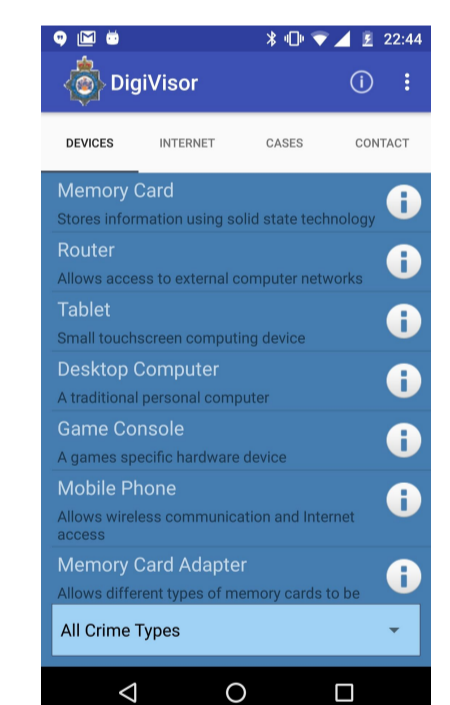 22:44
DigiVisor
DEVICES INTERNET CASES CONTACT
Memory Card
Stores information using solid state technology
Router
Allows access to external computer networks
Tablet
Small touchscreen computing device
Desktop Computer
A traditional personal computer
Game Console
A games specific hardware device
Mobile Phone
Allows wireless communication and Internet
access
Memory Card Adapter
Allows different types of memory cards to be
All Crime Types